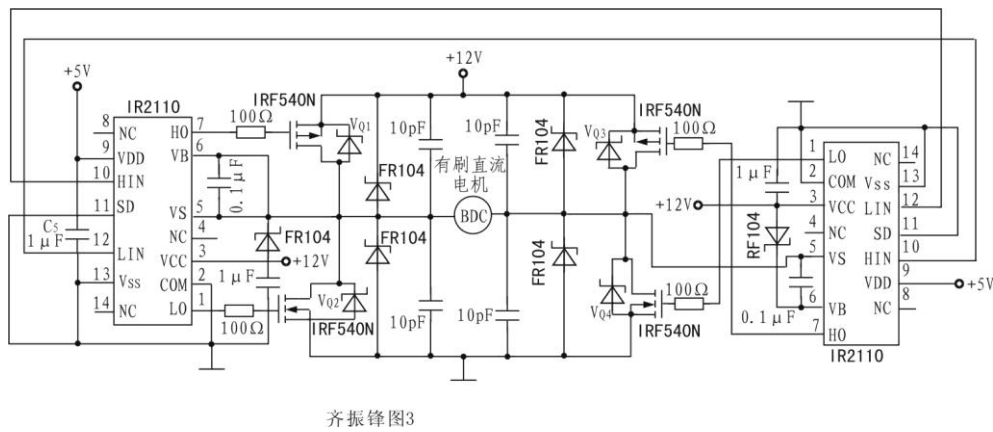 +12V
+5V
IR2110
8 NC
9 VDD
10 HIN
11 SD
12 LIN
13 Vss
14 NC
HO 7
VB 6
VS 5
NC 4
VCC 3
COM 2
LO 1
C5
1μF
100Ω
IRF540N
VQ1
0.1μF
FR104
+12V
1μF
100Ω
VQ2
IRF540N
FR104
FR104
10pF
10pF
有刷直流
电机
BDC
10pF
10pF
FR104
FR104
VQ3
IRF540N
100Ω
VQ4
100Ω
IRF540N
1μF
+12V
RF104
0.1μF
1 LO
2 COM
3 VCC
4 NC
5 VS
6 VB
7 HO
NC 14
Vss 13
LIN 12
SD 11
HIN 10
VDD 9
NC 8
+5V
IR2110
齐振锋图3